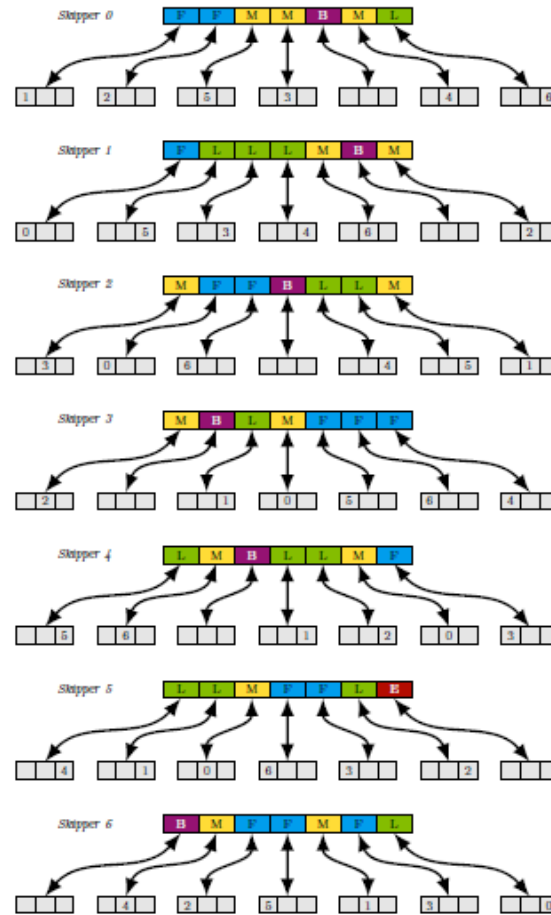 Skipper 0 F F M M B M L
1 2 5 3 4 6
Skipper 1 F L L L M B M
0 5 3 4 6 2
Skipper 2 M F F B L L M
3 0 6 4 5 1
Skipper 3 M B L M F F F
2 1 0 5 6 4
Skipper 4 L M B L L M F
5 6 1 2 0 3
Skipper 5 L L M F F L E
4 1 0 6 3 2
Skipper 6 B M F F M F L
4 2 5 1 3 0